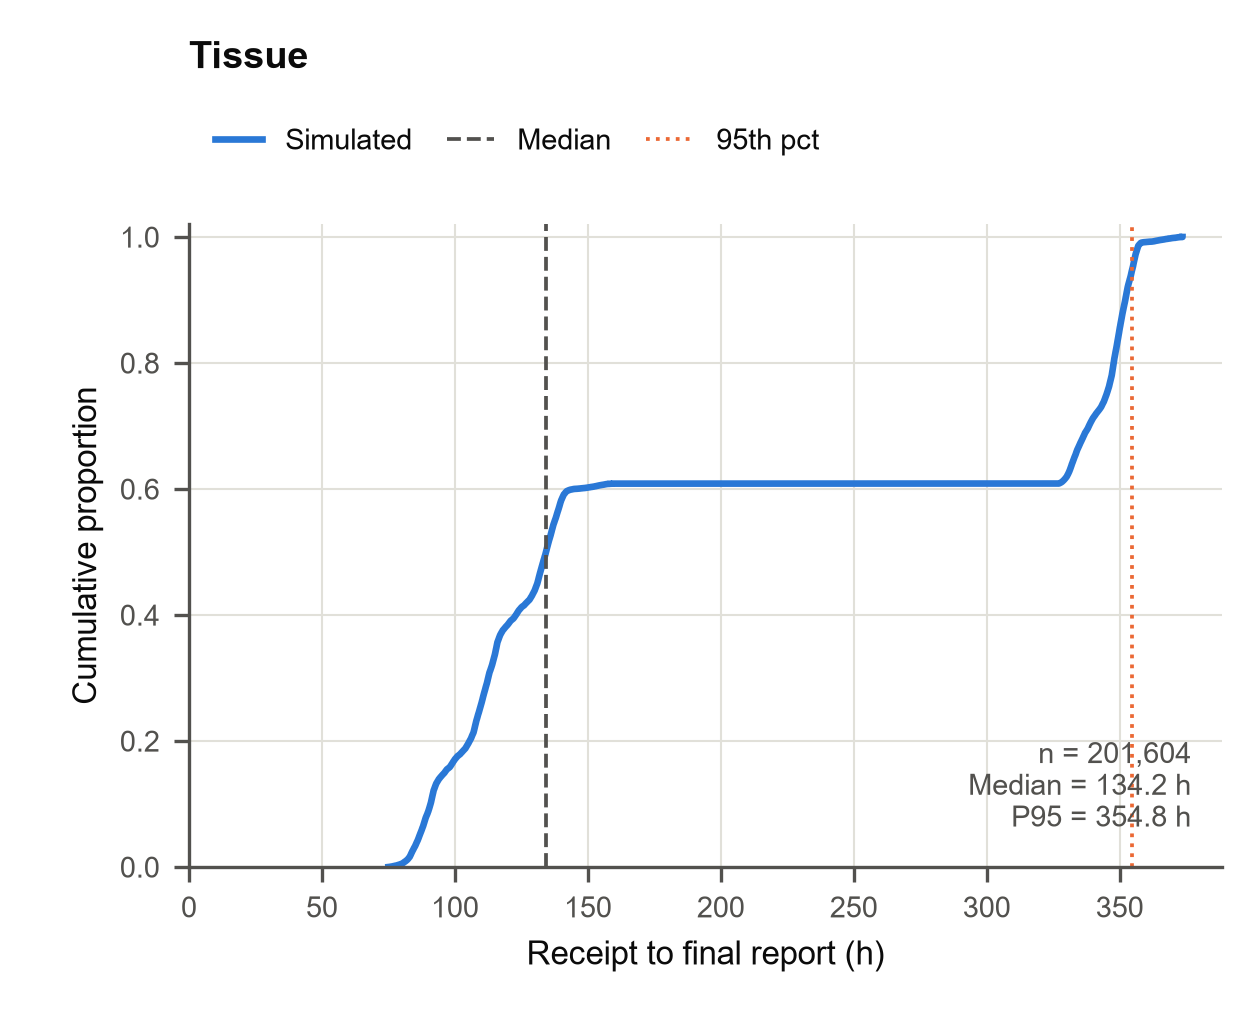 Tissue
Simulated Median 95th pct
1.0
0.8
0.6
0.4
0.2
0.0
Cumulative proportion
n = 201,604
Median = 134.2 h
P95 = 354.8 h
0 50 100 150 200 250 300 350
Receipt to final report (h)